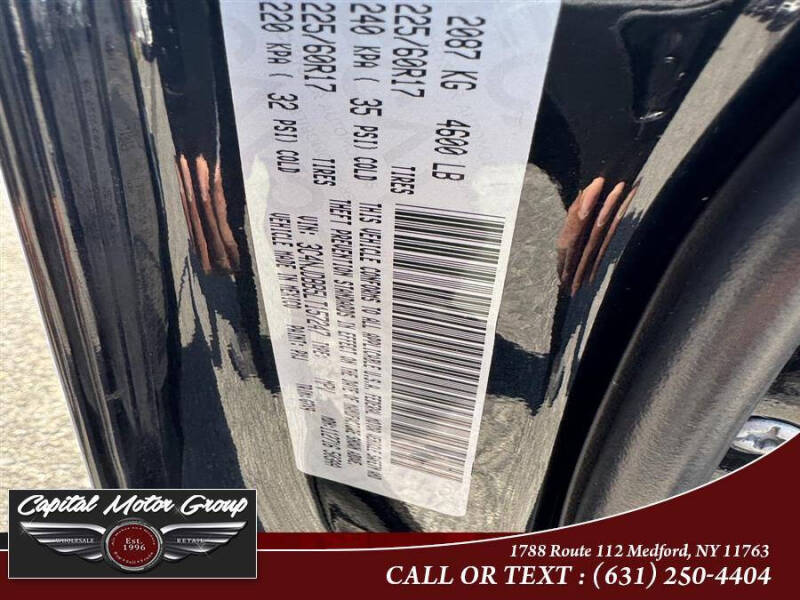 2087 KG 4600 LB
225/60R17 TIRES
240 KPA ( 35 PSI) COLD
225/60R17 TIRES
220 KPA ( 32 PSI) COLD
THIS VEHICLE CONFORMS TO ALL APPLICABLE U.S.A. FEDERAL MOTOR VEHICLE SAFETY AND
THEFT PREVENTION STANDARDS IN EFFECT ON THE DATE OF MANUFACTURE SHOWN ABOVE.
VIN:
VEHICLE MADE IN MEXICO PAINT:
Capital Motor Group
WHOLESALE
Est.
1996
RETAIL
1788 Route 112 Medford, NY 11763
CALL OR TEXT : (631) 250-4404